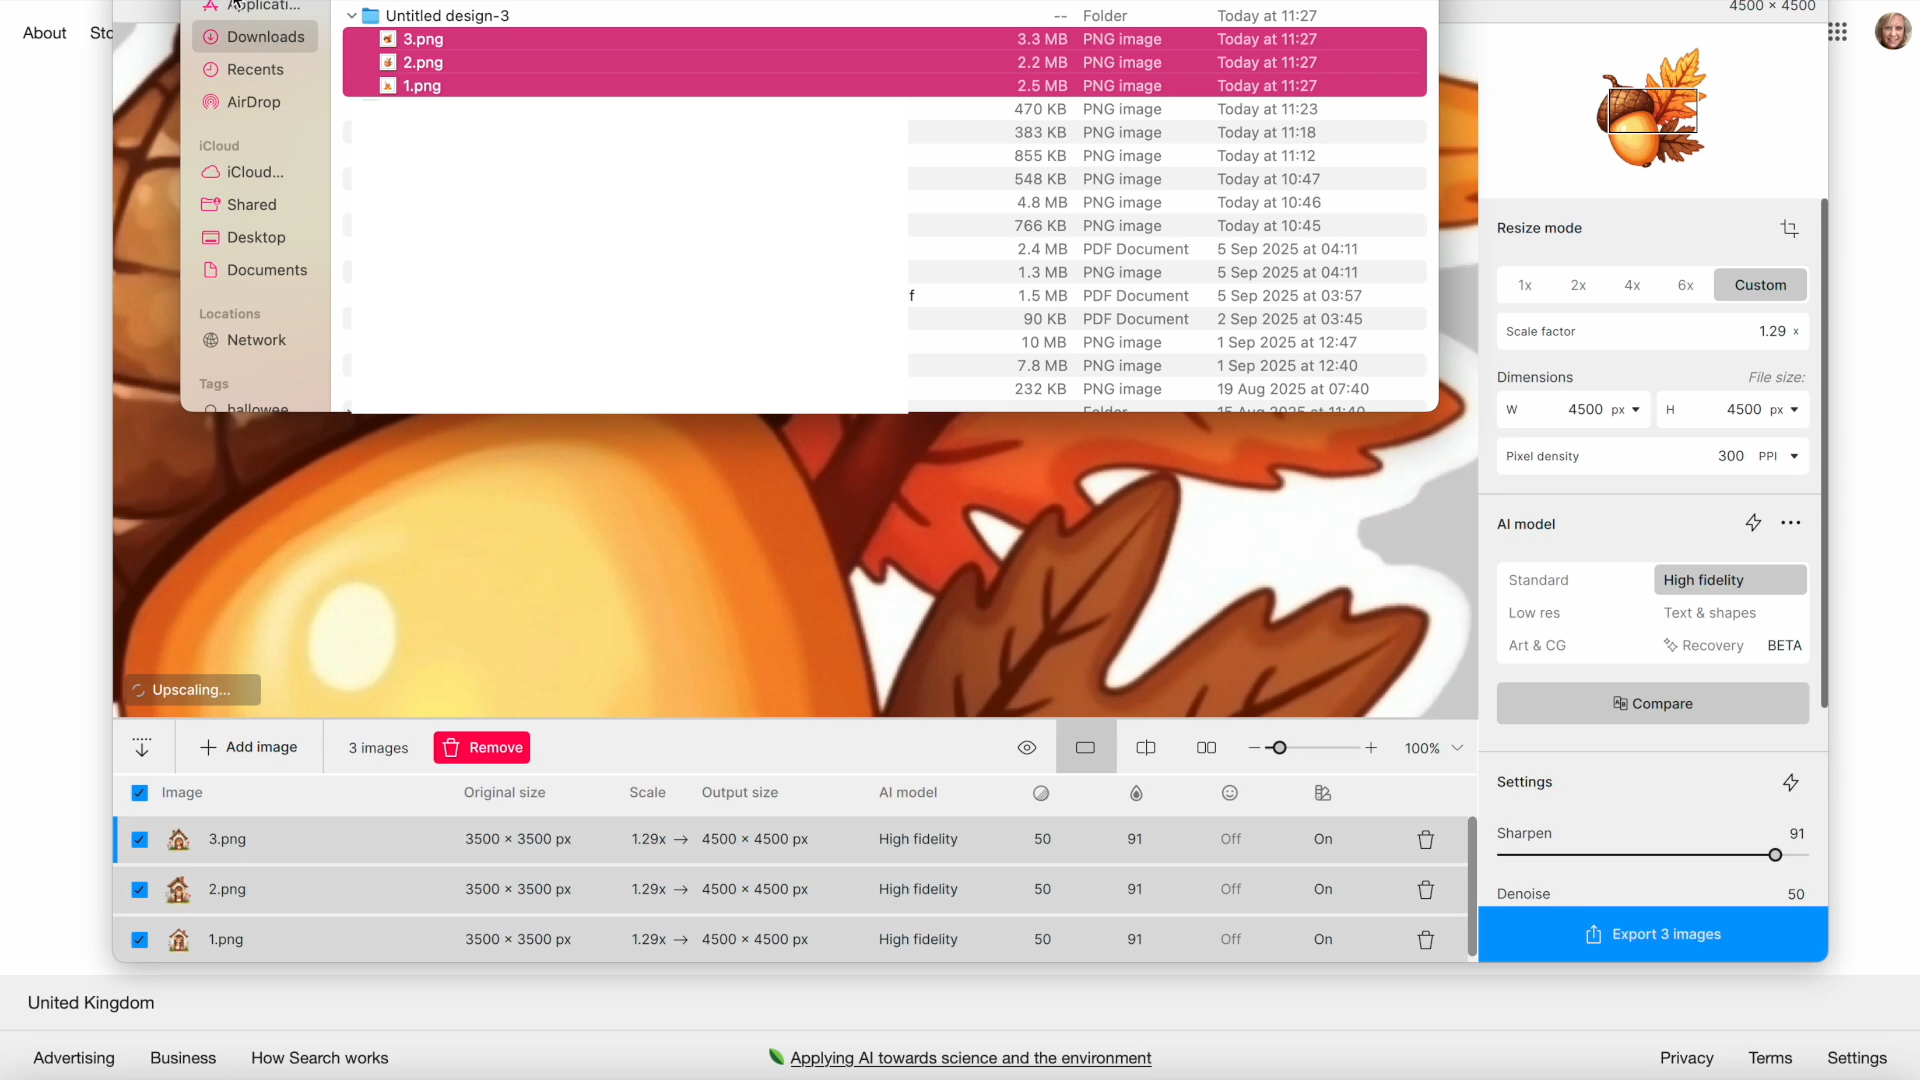 About
Untitled design-3 -- Folder Today at 11:27
4500 × 4500
Downloads
3.png 3.3 MB PNG image Today at 11:27
2.png 2.2 MB PNG image Today at 11:27
1.png 2.5 MB PNG image Today at 11:27
470 KB PNG image Today at 11:23
383 KB PNG image Today at 11:18
855 KB PNG image Today at 11:12
548 KB PNG image Today at 10:47
4.8 MB PNG image Today at 10:46
766 KB PNG image Today at 10:45
2.4 MB PDF Document 5 Sep 2025 at 04:11
1.3 MB PNG image 5 Sep 2025 at 04:11
f 1.5 MB PDF Document 5 Sep 2025 at 03:57
90 KB PDF Document 2 Sep 2025 at 03:45
10 MB PNG image 1 Sep 2025 at 12:47
7.8 MB PNG image 1 Sep 2025 at 12:40
232 KB PNG image 19 Aug 2025 at 07:40
Folder 15 Aug 2025 at 11:40
Recents
AirDrop
iCloud
iCloud...
Shared
Desktop
Documents
Locations
Network
Tags
hallowee
Resize mode
1x 2x 4x 6x Custom
Scale factor 1.29 x
Dimensions File size:
W 4500 px H 4500 px
Pixel density 300 PPI
AI model
Standard High fidelity
Low res Text & shapes
Art & CG Recovery BETA
Compare
Settings
Sharpen 91
Denoise 50
Export 3 images
Upscaling...
Add image 3 images Remove 100%
Image Original size Scale Output size AI model
3.png 3500 × 3500 px 1.29x → 4500 × 4500 px High fidelity 50 91 Off On
2.png 3500 × 3500 px 1.29x → 4500 × 4500 px High fidelity 50 91 Off On
1.png 3500 × 3500 px 1.29x → 4500 × 4500 px High fidelity 50 91 Off On
United Kingdom
Advertising Business How Search works Applying AI towards science and the environment Privacy Terms Settings